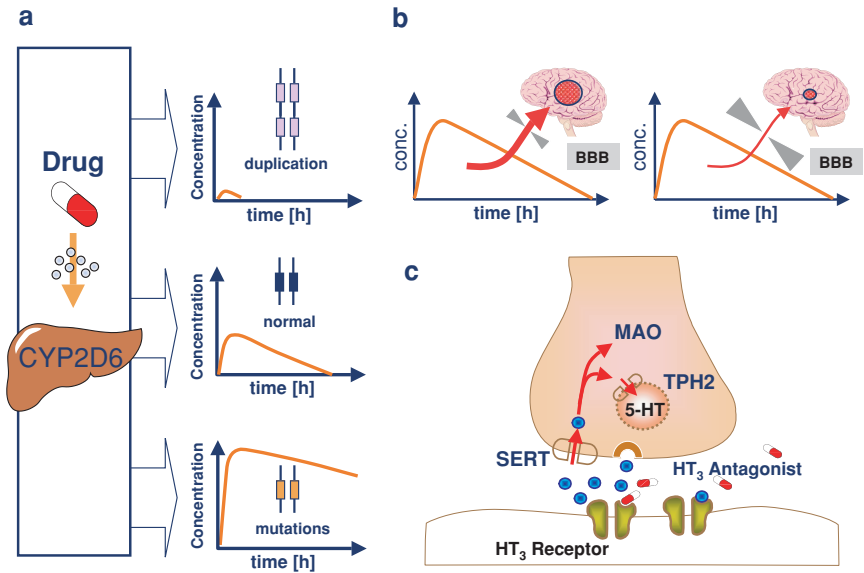 a
Drug
CYP2D6
Concentration
duplication
time [h]
Concentration
normal
time [h]
Concentration
mutations
time [h]
b
conc.
BBB
time [h]
conc.
BBB
time [h]
c
MAO
TPH2
5-HT
SERT
HT₃ Antagonist
HT₃ Receptor